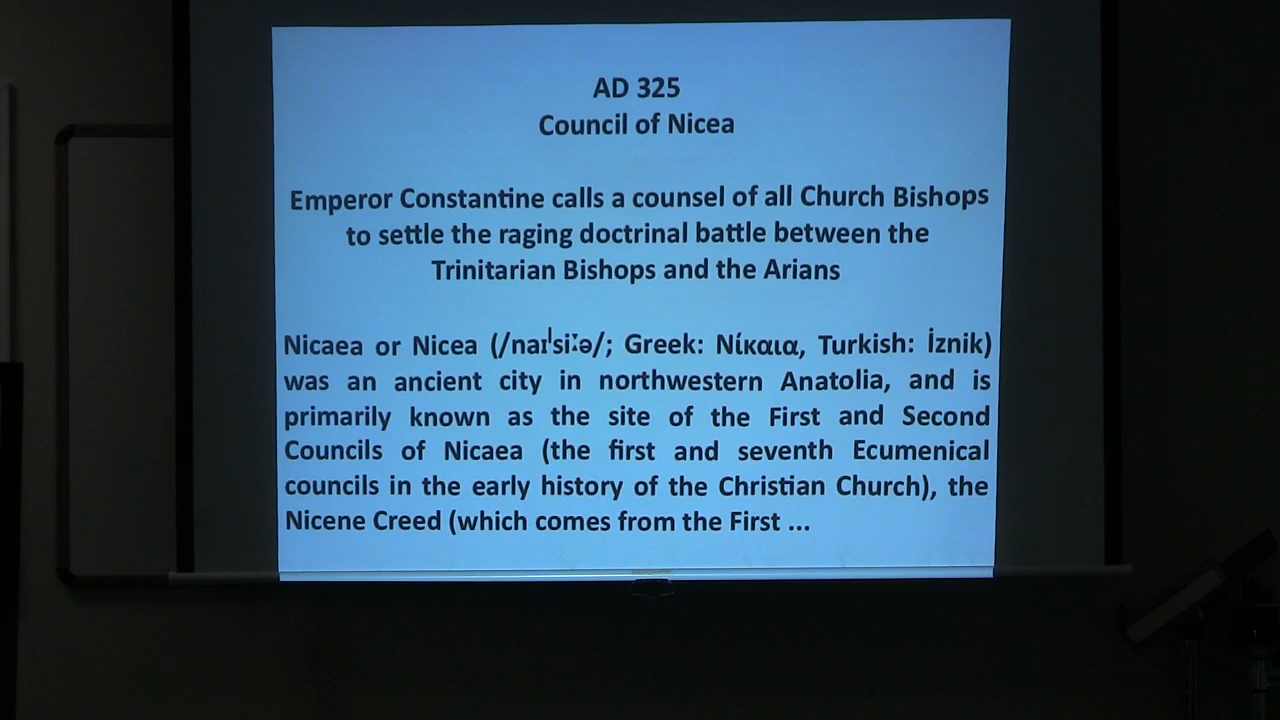 AD 325
Council of Nicea
Emperor Constantine calls a counsel of all Church Bishops
to settle the raging doctrinal battle between the
Trinitarian Bishops and the Arians
Nicaea or Nicea (/naɪˈsiːə/; Greek: Νίκαια, Turkish: İznik)
was an ancient city in northwestern Anatolia, and is
primarily known as the site of the First and Second
Councils of Nicaea (the first and seventh Ecumenical
councils in the early history of the Christian Church), the
Nicene Creed (which comes from the First ...